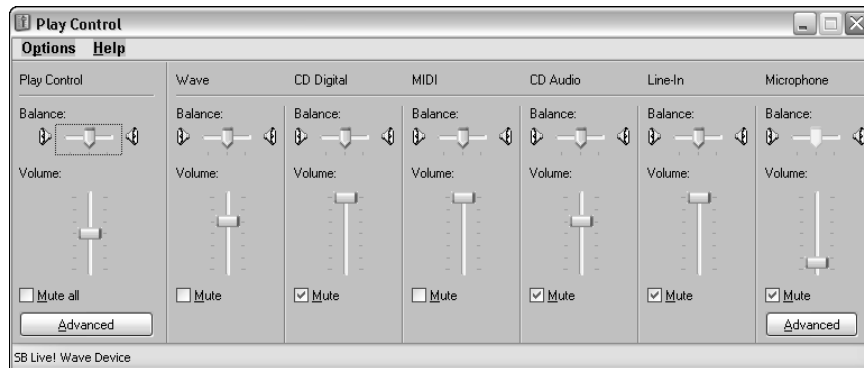 Play Control
Options Help
Play Control Wave CD Digital MIDI CD Audio Line-In Microphone
Balance: Balance: Balance: Balance: Balance: Balance: Balance:
Volume: Volume: Volume: Volume: Volume: Volume: Volume:
Mute all Mute Mute Mute Mute Mute Mute
Advanced Advanced
SB Live! Wave Device